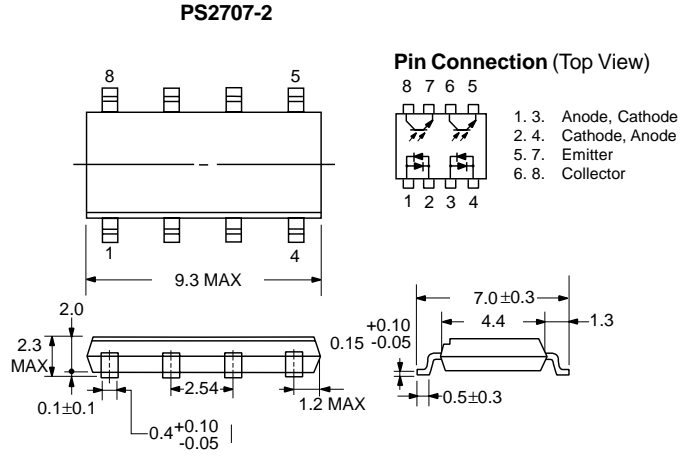 PS2707-2
Pin Connection (Top View)
8 5
8 7 6 5
1. 3. Anode, Cathode
2. 4. Cathode, Anode
5. 7. Emitter
6. 8. Collector
1 2 3 4
1 4
9.3 MAX
7.0±0.3
4.4
1.3
2.0
2.3
MAX
0.15 +0.10
-0.05
2.54
0.1±0.1
1.2 MAX
0.5±0.3
0.4 +0.10
-0.05